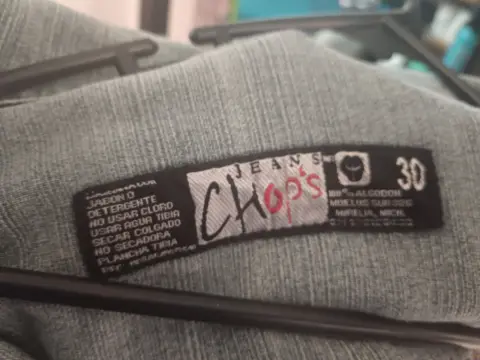 JABON O
DETERGENTE
NO USAR CLORO
USAR AGUA TIBIA
SECAR COLGADO
NO SECADORA
PLANCHA TIBIA
JEANS
CHOP'S
30
100% ALGODON
MORELIA, MICH.